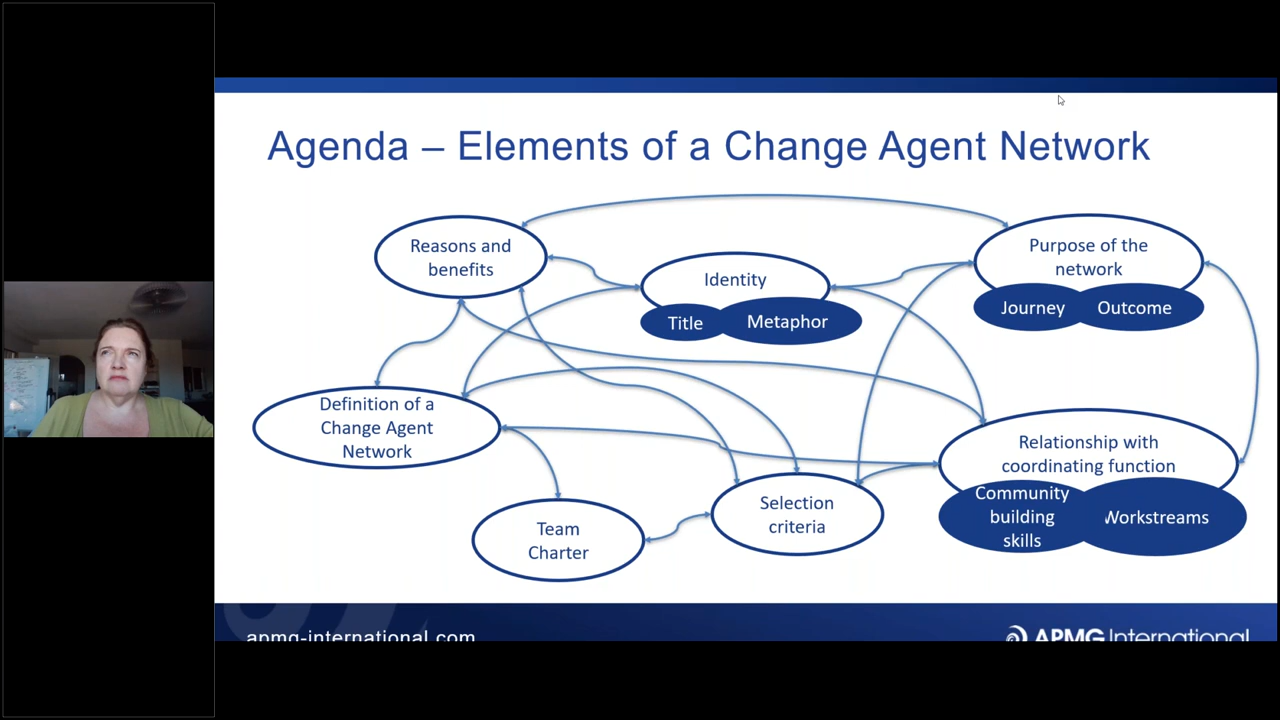 Agenda – Elements of a Change Agent Network
Reasons and
benefits
Identity
Title
Metaphor
Purpose of the
network
Journey
Outcome
Definition of a
Change Agent
Network
Team
Charter
Selection
criteria
Relationship with
coordinating function
Community
building
skills
Workstreams
apmg-international.com
APMG International